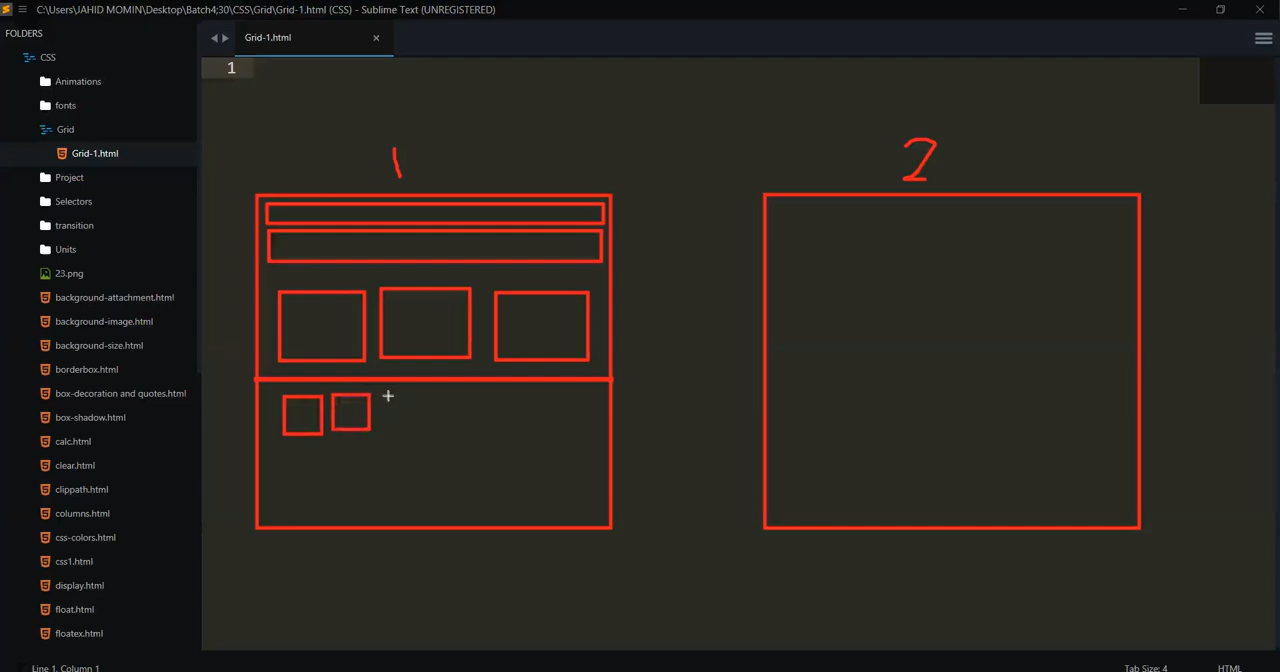 C:\Users\JAHID MOMIN\Desktop\Batch4;30\CSS\Grid\Grid-1.html (CSS) - Sublime Text (UNREGISTERED)
FOLDERS
Grid-1.html
CSS
1
Animations
fonts
Grid
Grid-1.html
1
2
Project
Selectors
transition
Units
23.png
background-attachment.html
background-image.html
background-size.html
borderbox.html
box-decoration and quotes.html
box-shadow.html
calc.html
clear.html
clippath.html
columns.html
css-colors.html
css1.html
display.html
float.html
floatex.html
Line 1, Column 1
Tab Size: 4
HTML